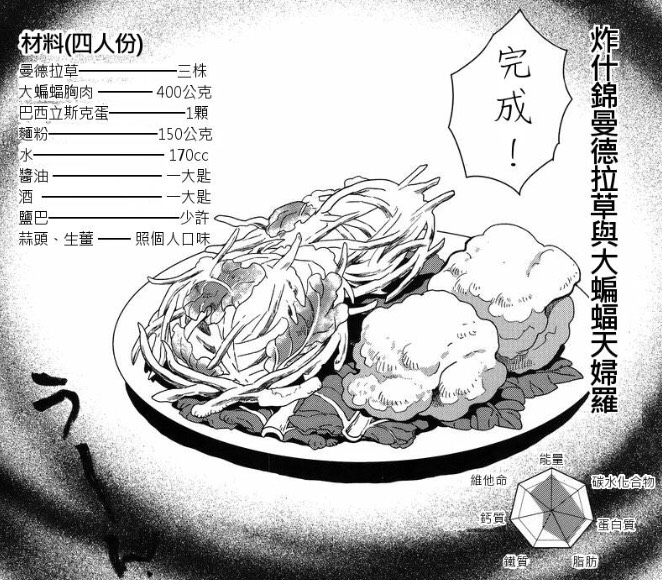 炸什錦曼德拉草與大蝙蝠天婦羅
完成！
材料(四人份)
曼德拉草——三株
大蝙蝠胸肉——400公克
巴西立斯克蛋——1顆
麵粉——150公克
水——170cc
醬油——一大匙
酒——一大匙
鹽巴——少許
蒜頭、生薑——照個人口味
うーん
能量
碳水化合物
蛋白質
脂肪
鐵質
鈣質
維他命